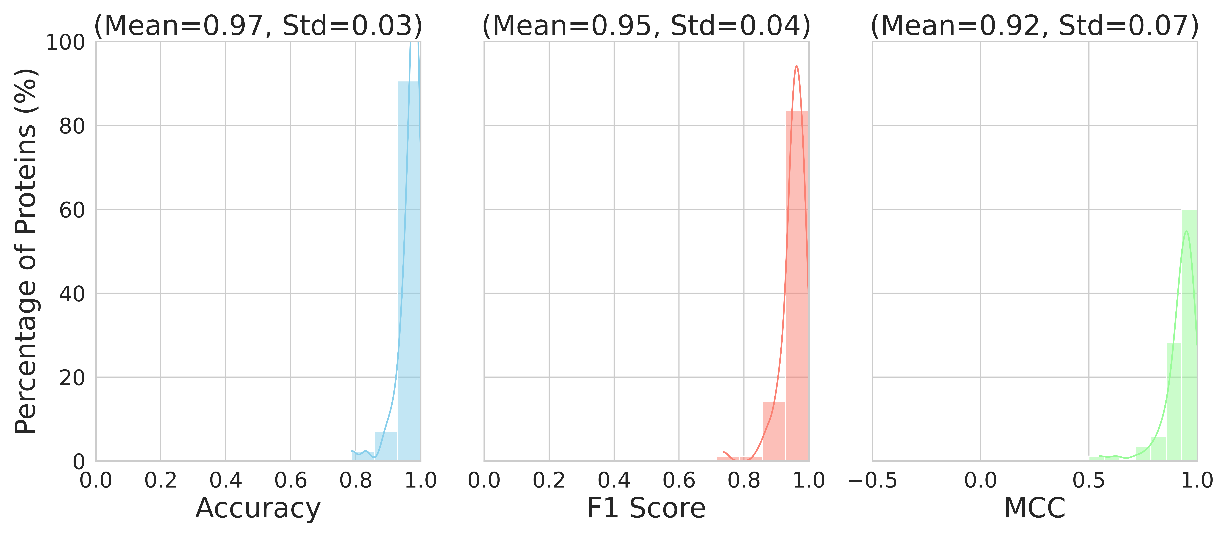 (Mean=0.97, Std=0.03) (Mean=0.95, Std=0.04) (Mean=0.92, Std=0.07)
Percentage of Proteins (%)
100
80
60
40
20
0
0.0 0.2 0.4 0.6 0.8 1.0
Accuracy
0.0 0.2 0.4 0.6 0.8 1.0
F1 Score
−0.5 0.0 0.5 1.0
MCC